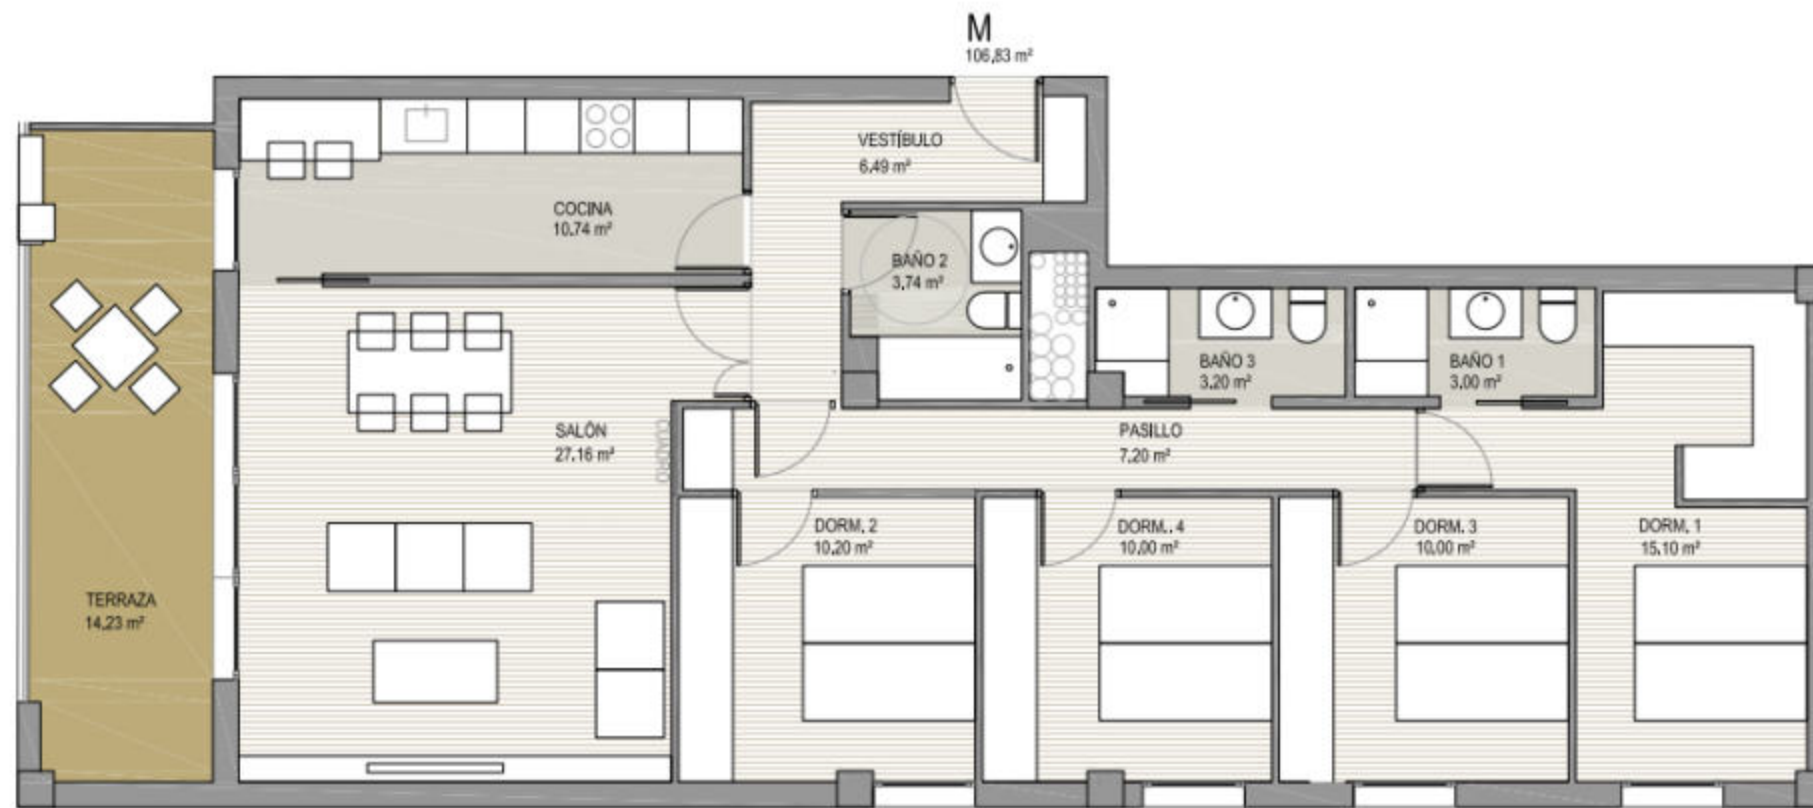 M
106,83 m²
VESTÍBULO
6.49 m²
COCINA
10.74 m²
BAÑO 2
3.74 m²
BAÑO 3
3.20 m²
BAÑO 1
3.00 m²
SALÓN
27.16 m²
CUADRO
PASILLO
7.20 m²
DORM. 2
10.20 m²
DORM.. 4
10.00 m²
DORM. 3
10.00 m²
DORM. 1
15.10 m²
TERRAZA
14.23 m²